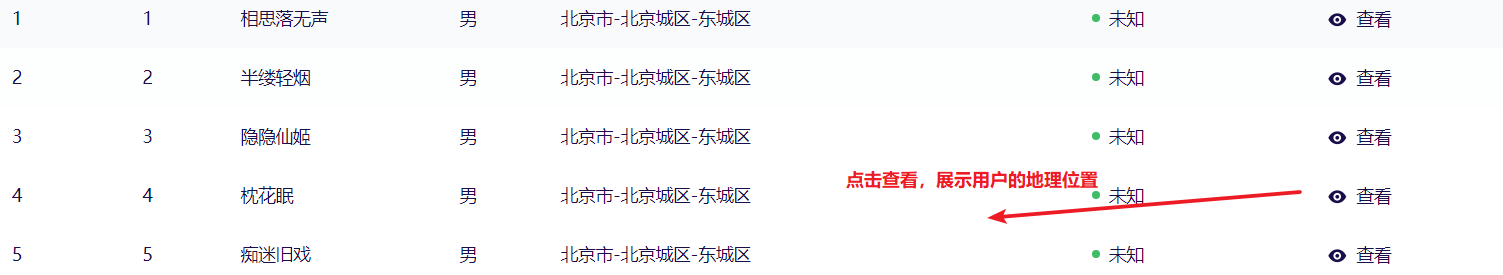 1 1 相思落无声 男 北京市-北京城区-东城区 未知 查看
2 2 半缕轻烟 男 北京市-北京城区-东城区 未知 查看
3 3 隐隐仙姬 男 北京市-北京城区-东城区 未知 查看
点击查看，展示用户的地理位置
4 4 枕花眠 男 北京市-北京城区-东城区 未知 查看
5 5 痴迷旧戏 男 北京市-北京城区-东城区 未知 查看